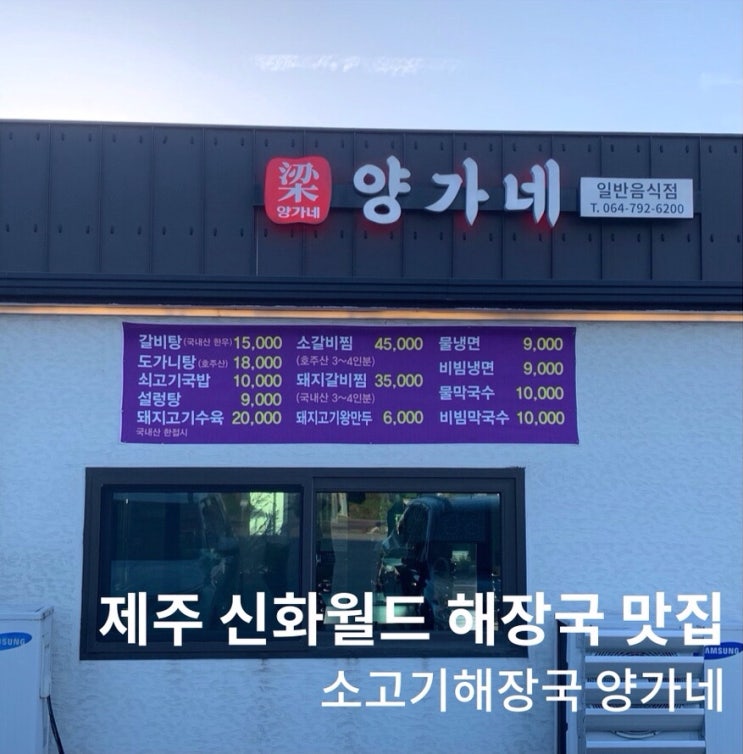 梁
양가네
양가네
일반음식점
T. 064-792-6200
갈비탕 (국내산 한우) 15,000
도가니탕 (호주산) 18,000
쇠고기국밥 10,000
설렁탕 9,000
돼지고기수육 20,000
국내산 한접시
소갈비찜 45,000
(호주산 3~4인분)
돼지갈비찜 35,000
(국내산 3~4인분)
돼지고기왕만두 6,000
물냉면 9,000
비빔냉면 9,000
물막국수 10,000
비빔막국수 10,000
제주 신화월드 해장국 맛집
소고기해장국 양가네
SAMSUNG
SAMSUNG